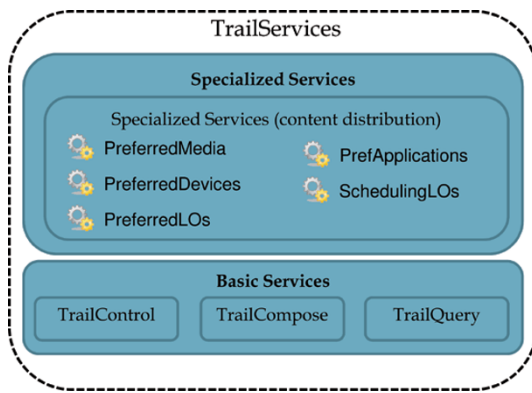 TrailServices
Specialized Services
Specialized Services (content distribution)
PreferredMedia
PrefApplications
PreferredDevices
SchedulingLOs
PreferredLOs
Basic Services
TrailControl
TrailCompose
TrailQuery